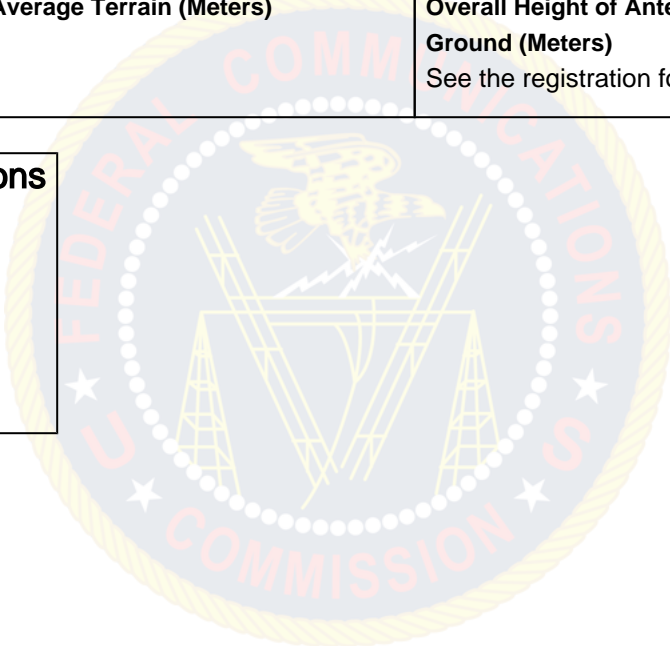 Average Terrain (Meters)
Overall Height of Ante
Ground (Meters)
See the registration fo
ons
FEDERAL COMMUNICATIONS
U S
COMMISSION